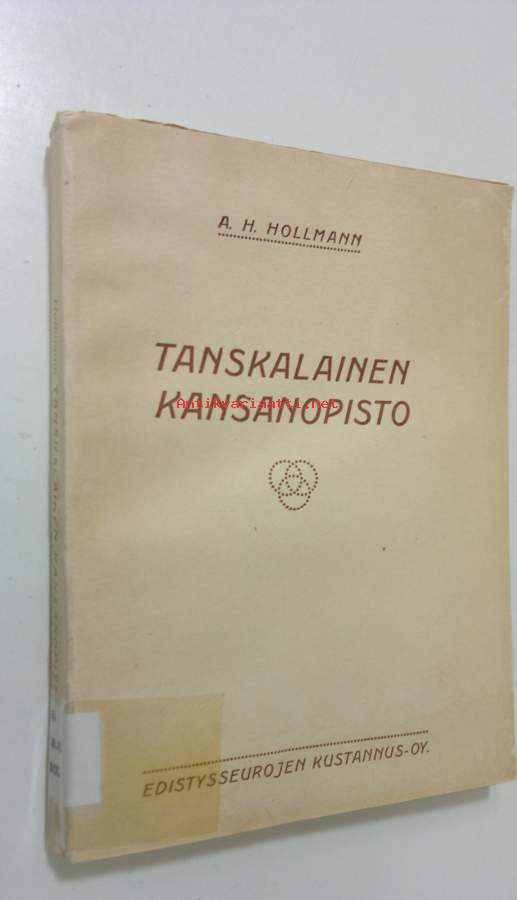 A. H. HOLLMANN
TANSKALAINEN
KANSANOPISTO
Antikvariaatti.net
EDISTYSSEUROJEN KUSTANNUS-OY.